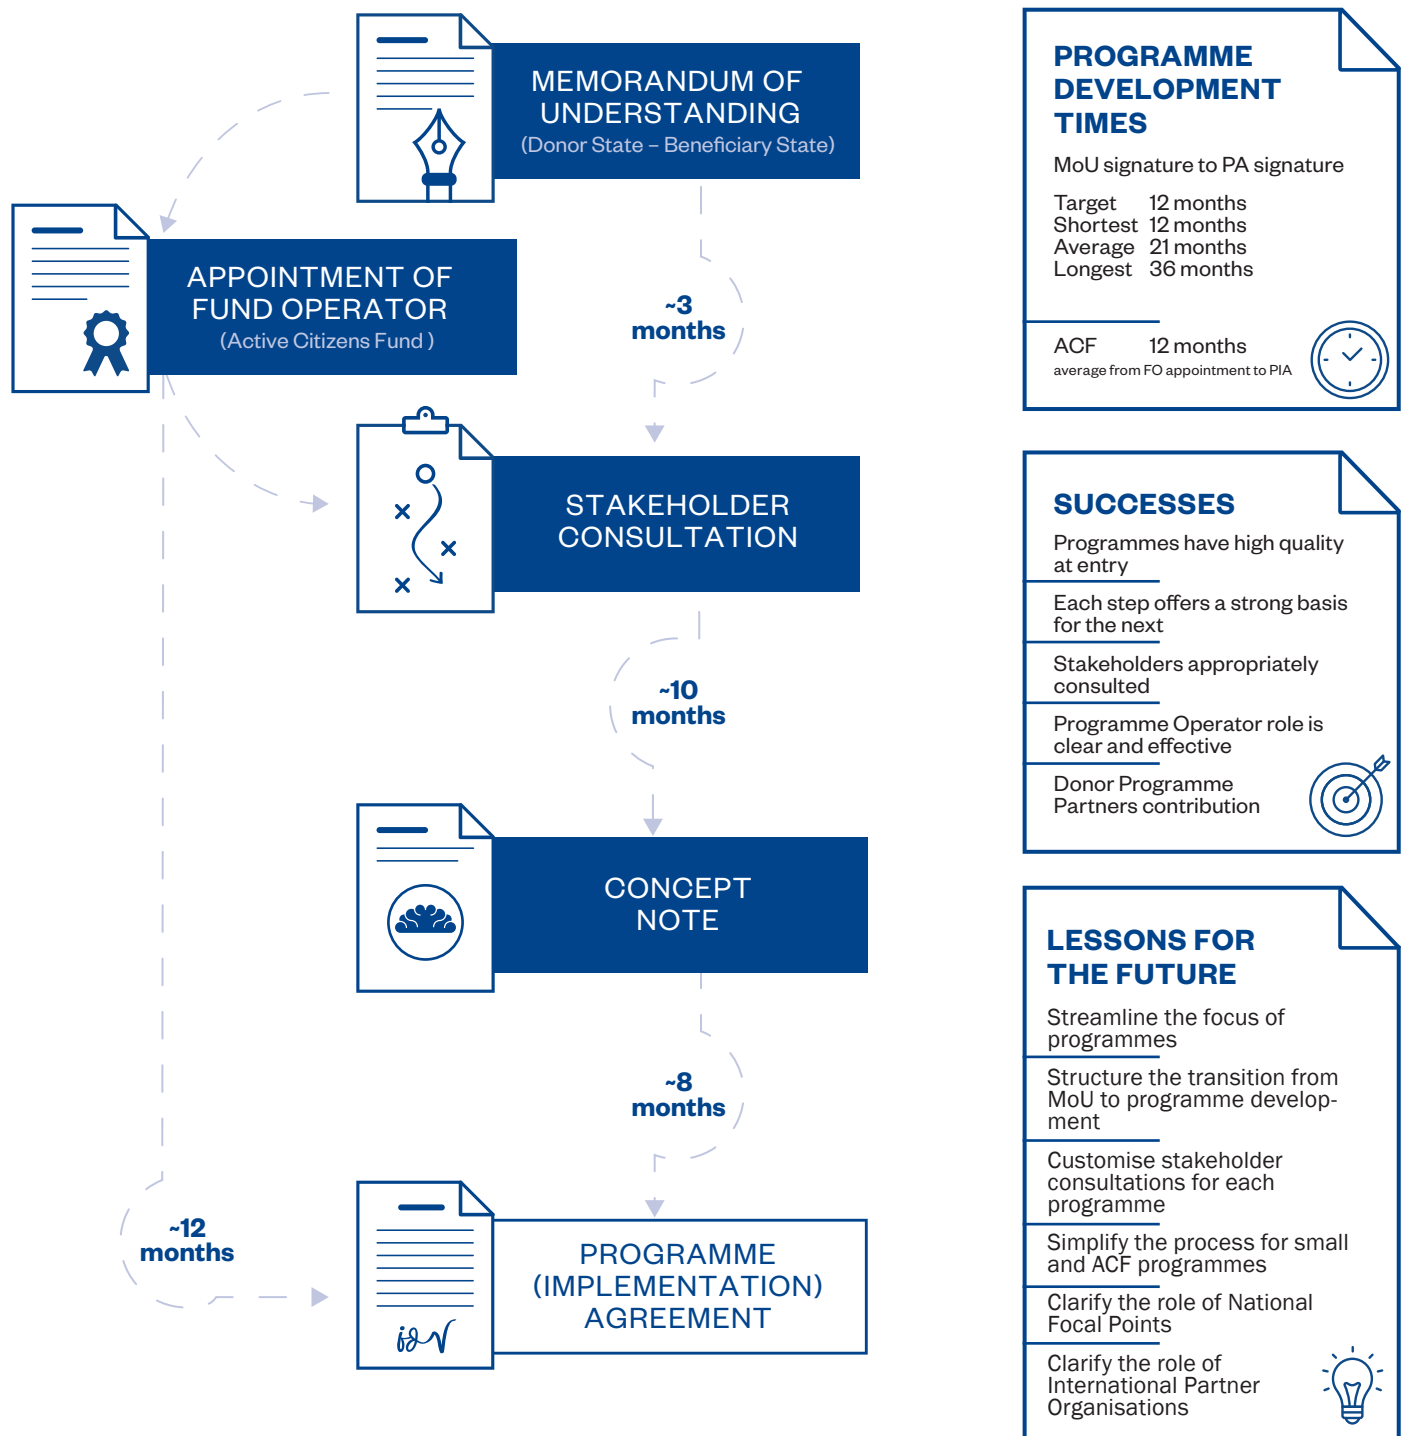 MEMORANDUM OF
UNDERSTANDING
(Donor State – Beneficiary State)
APPOINTMENT OF
FUND OPERATOR
(Active Citizens Fund )
~3
months
STAKEHOLDER
CONSULTATION
~10
months
CONCEPT
NOTE
~8
months
~12
months
PROGRAMME
(IMPLEMENTATION)
AGREEMENT
PROGRAMME
DEVELOPMENT
TIMES
MoU signature to PA signature
Target 12 months
Shortest 12 months
Average 21 months
Longest 36 months
ACF 12 months
average from FO appointment to PIA
SUCCESSES
Programmes have high quality
at entry
Each step offers a strong basis
for the next
Stakeholders appropriately
consulted
Programme Operator role is
clear and effective
Donor Programme
Partners contribution
LESSONS FOR
THE FUTURE
Streamline the focus of
programmes
Structure the transition from
MoU to programme develop-
ment
Customise stakeholder
consultations for each
programme
Simplify the process for small
and ACF programmes
Clarify the role of National
Focal Points
Clarify the role of
International Partner
Organisations